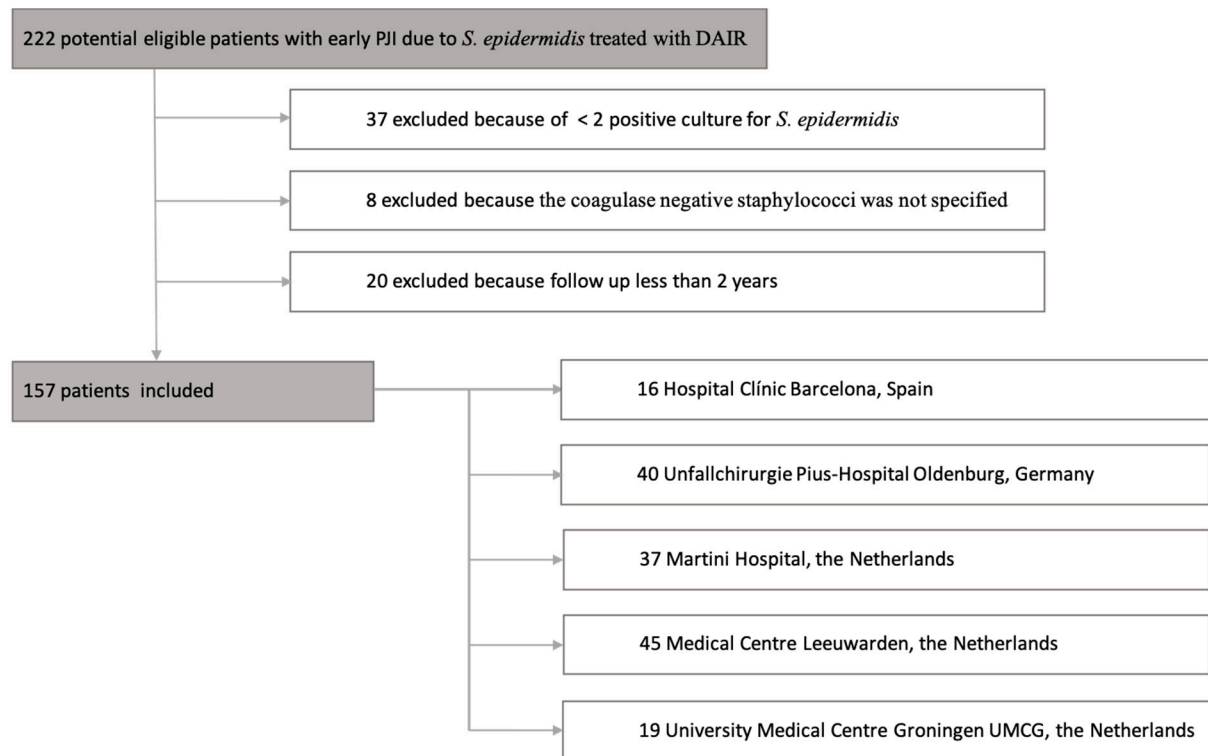 222 potential eligible patients with early PJI due to S. epidermidis treated with DAIR
37 excluded because of < 2 positive culture for S. epidermidis
8 excluded because the coagulase negative staphylococci was not specified
20 excluded because follow up less than 2 years
157 patients included
16 Hospital Clínic Barcelona, Spain
40 Unfallchirurgie Pius-Hospital Oldenburg, Germany
37 Martini Hospital, the Netherlands
45 Medical Centre Leeuwarden, the Netherlands
19 University Medical Centre Groningen UMCG, the Netherlands